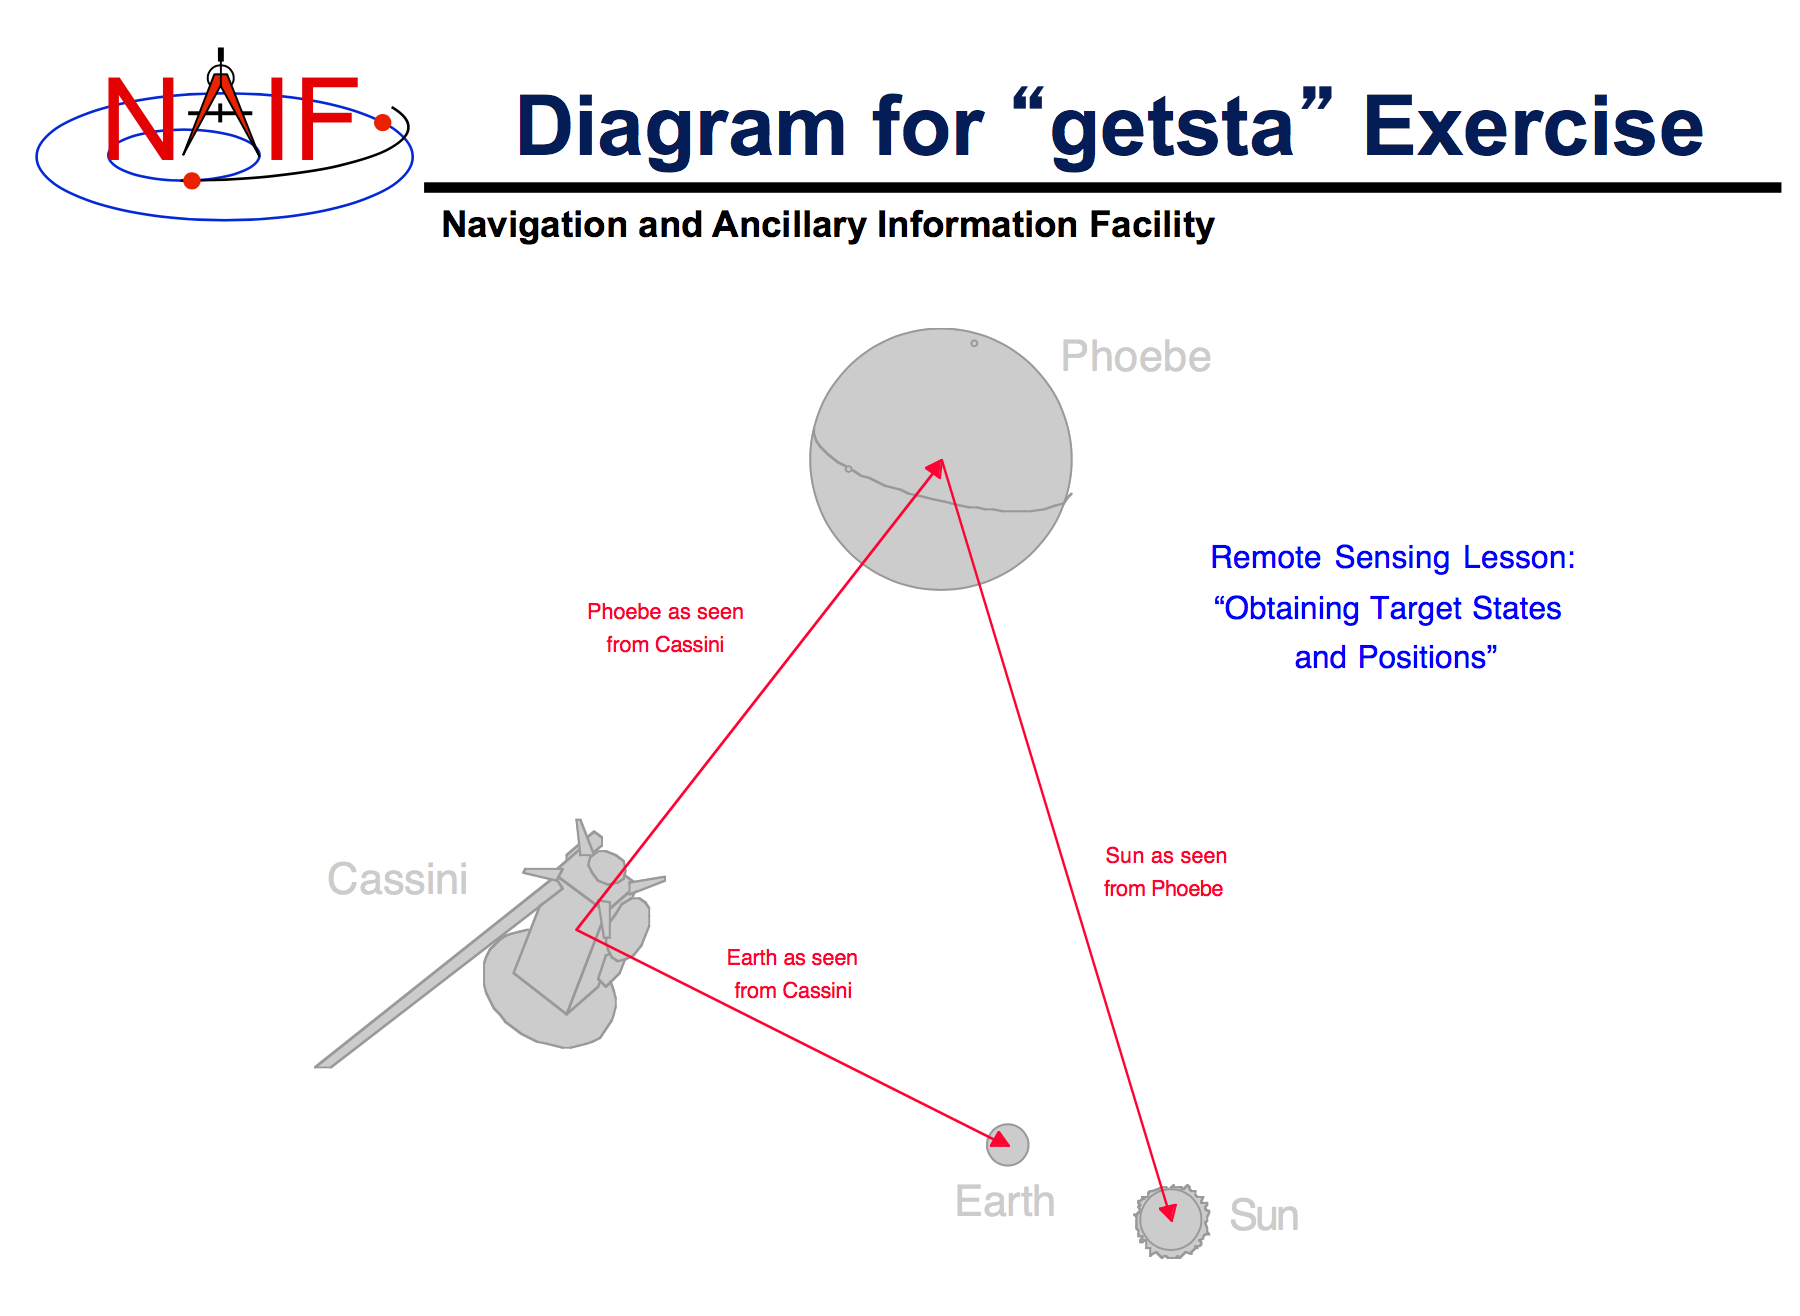 NAIF
Diagram for “getsta” Exercise
Navigation and Ancillary Information Facility
Phoebe
Remote Sensing Lesson:
“Obtaining Target States
and Positions”
Phoebe as seen
from Cassini
Cassini
Sun as seen
from Phoebe
Earth as seen
from Cassini
Earth
Sun